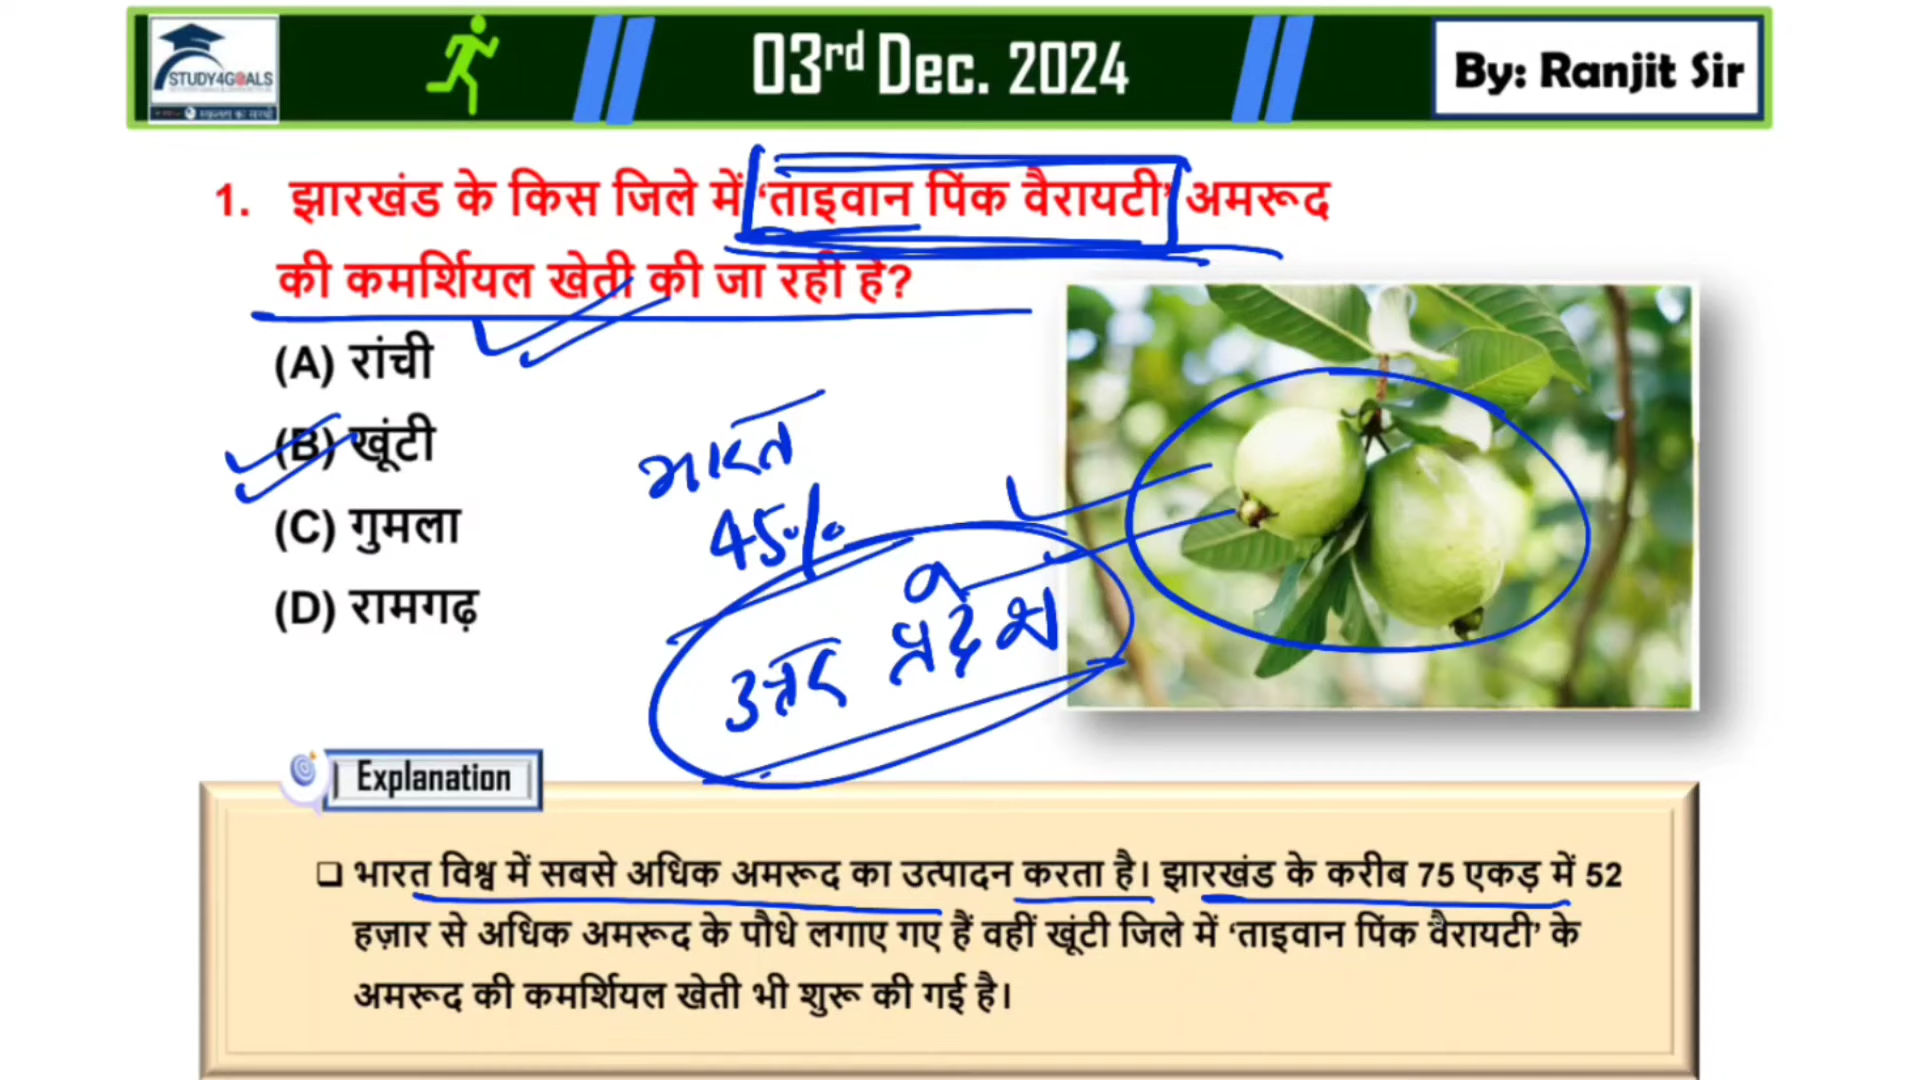 STUDY4GOALS
03rd Dec. 2024
By: Ranjit Sir
1. झारखंड के किस जिले में 'ताइवान पिंक वैरायटी' अमरूद
की कमर्शियल खेती की जा रही है?
(A) रांची
(B) खूंटी
(C) गुमला
(D) रामगढ़
भारत
45%
उत्तर प्रदेश
Explanation
❑ भारत विश्व में सबसे अधिक अमरूद का उत्पादन करता है। झारखंड के करीब 75 एकड़ में 52
हज़ार से अधिक अमरूद के पौधे लगाए गए हैं वहीं खूंटी जिले में 'ताइवान पिंक वैरायटी' के
अमरूद की कमर्शियल खेती भी शुरू की गई है।